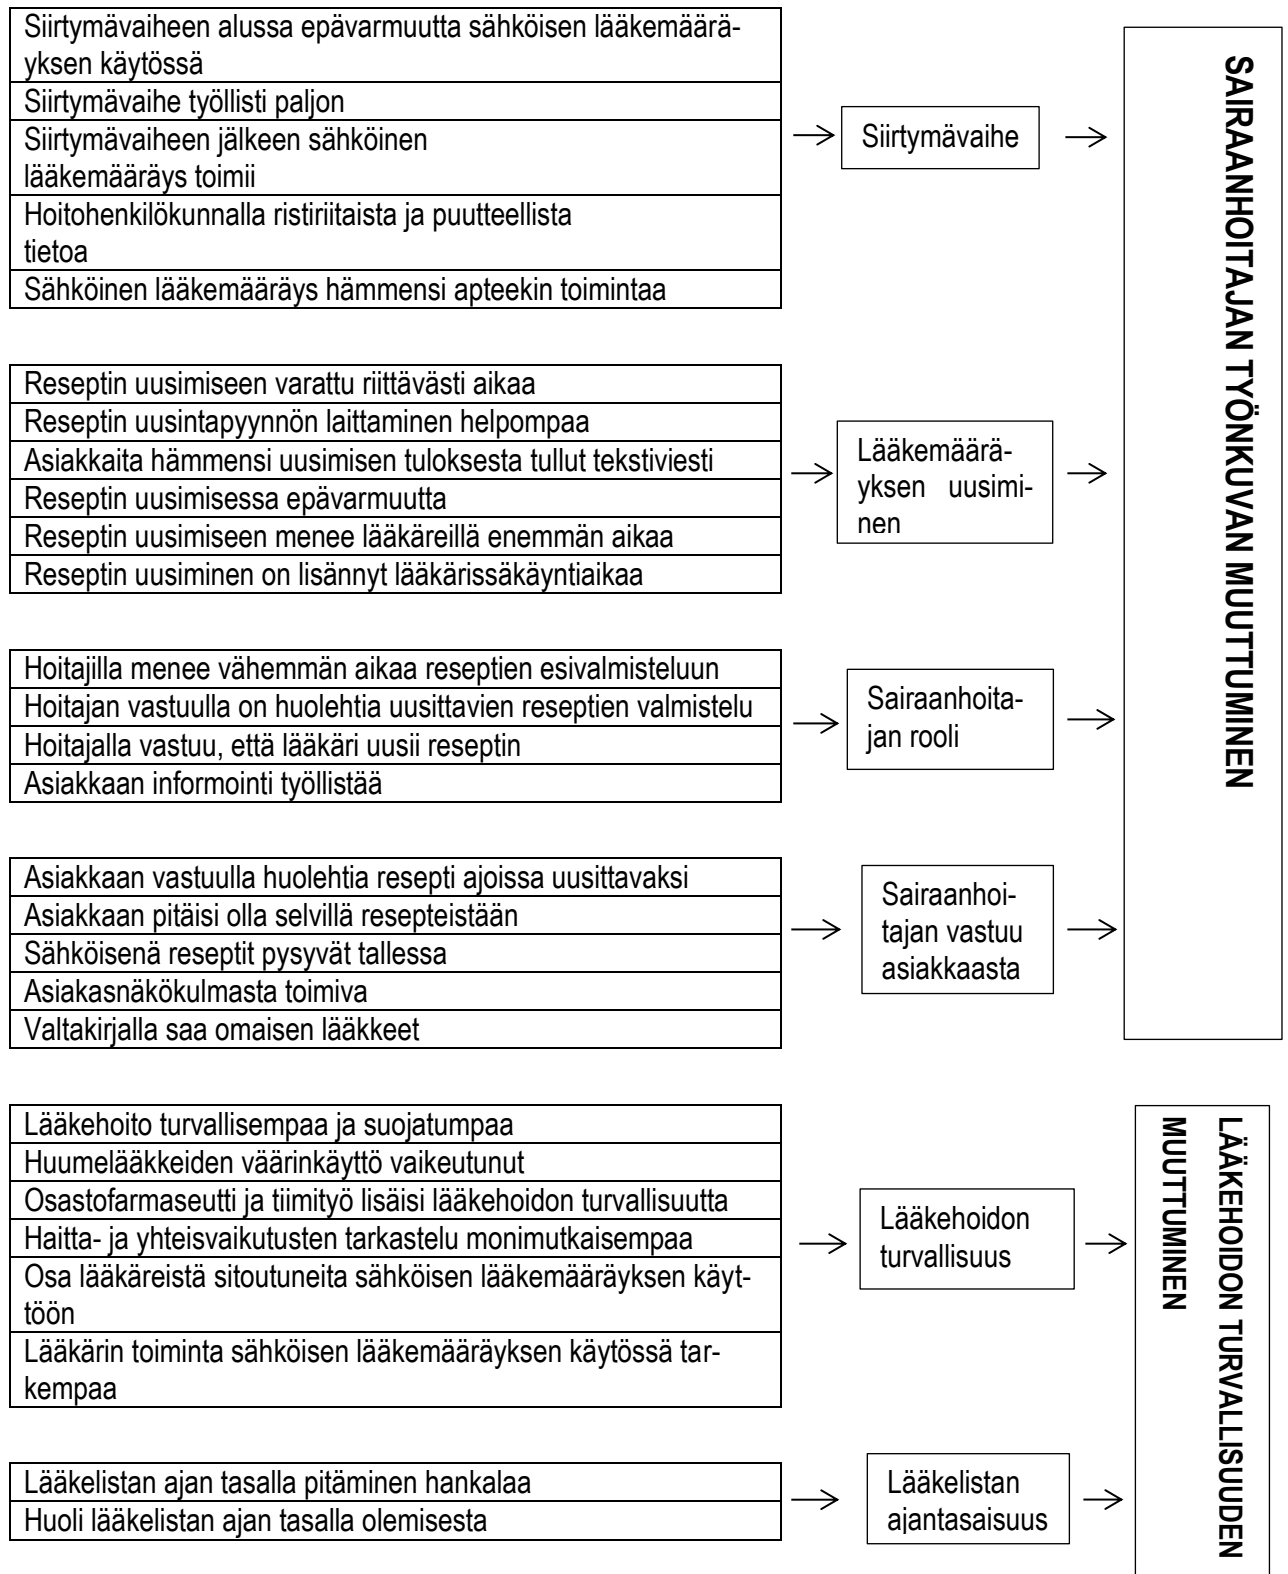 Siirtymävaiheen alussa epävarmuutta sähköisen lääkemäärä-
yksen käytössä
Siirtymävaihe työllisti paljon
Siirtymävaiheen jälkeen sähköinen
lääkemääräys toimii
Hoitohenkilökunnalla ristiriitaista ja puutteellista
tietoa
Sähköinen lääkemääräys hämmensi apteekin toimintaa
Siirtymävaihe
Reseptin uusimiseen varattu riittävästi aikaa
Reseptin uusintapyynnön laittaminen helpompaa
Asiakkaita hämmensi uusimisen tuloksesta tullut tekstiviesti
Reseptin uusimisessa epävarmuutta
Reseptin uusimiseen menee lääkäreillä enemmän aikaa
Reseptin uusiminen on lisännyt lääkärissäkäyntiaikaa
Lääkemäärä-
yksen uusimi-
nen
Hoitajilla menee vähemmän aikaa reseptien esivalmisteluun
Hoitajan vastuulla on huolehtia uusittavien reseptien valmistelu
Hoitajalla vastuu, että lääkäri uusii reseptin
Asiakkaan informointi työllistää
Sairaanhoita-
jan rooli
Asiakkaan vastuulla huolehtia resepti ajoissa uusittavaksi
Asiakkaan pitäisi olla selvillä resepteistään
Sähköisenä reseptit pysyvät tallessa
Asiakasnäkökulmasta toimiva
Valtakirjalla saa omaisen lääkkeet
Sairaanhoi-
tajan vastuu
asiakkaasta
SAIRAANHOITAJAN TYÖNKUVAN MUUTTUMINEN
Lääkehoito turvallisempaa ja suojatumpaa
Huumelääkkeiden väärinkäyttö vaikeutunut
Osastofarmaseutti ja tiimityö lisäisi lääkehoidon turvallisuutta
Haitta- ja yhteisvaikutusten tarkastelu monimutkaisempaa
Osa lääkäreistä sitoutuneita sähköisen lääkemääräyksen käyt-
töön
Lääkärin toiminta sähköisen lääkemääräyksen käytössä tar-
kempaa
Lääkehoidon
turvallisuus
Lääkelistan ajan tasalla pitäminen hankalaa
Huoli lääkelistan ajan tasalla olemisesta
Lääkelistan
ajantasaisuus
LÄÄKEHOIDON TURVALLISUUDEN
MUUTTUMINEN